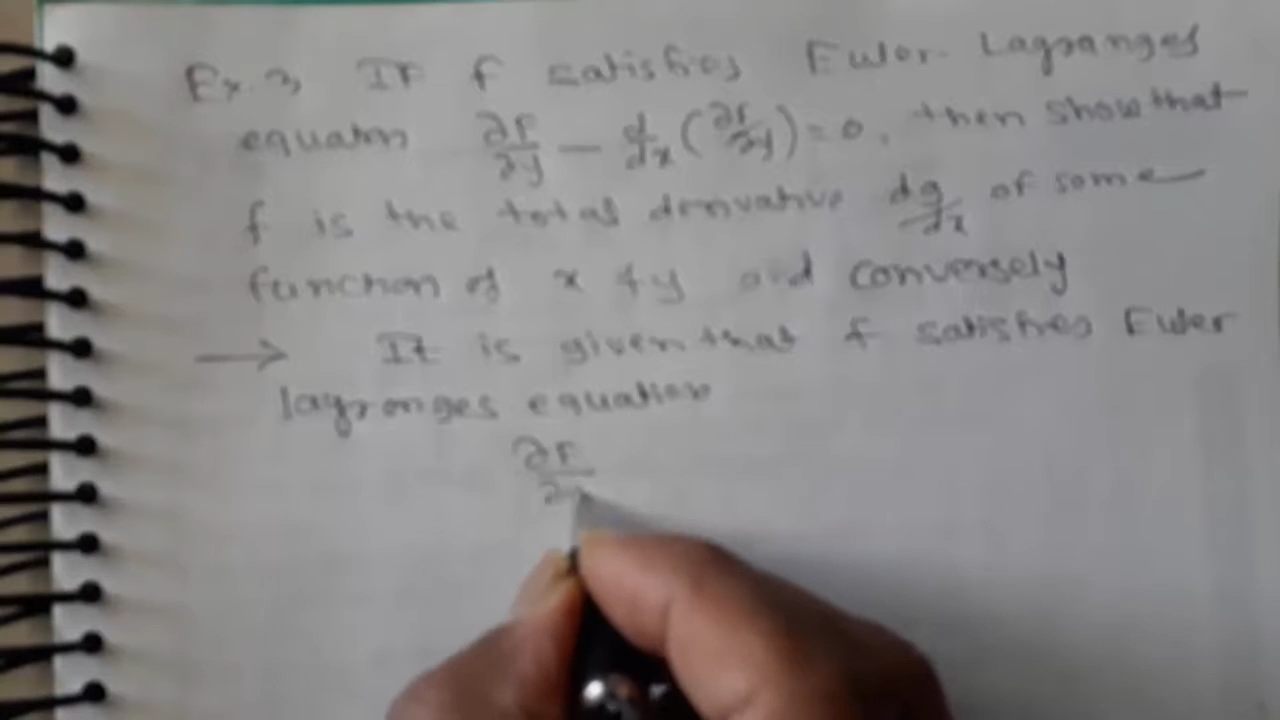 Ex. 3 If f satisfies Euler Lagranges
equatn ∂F/∂y − d/dx (∂F/∂y) = 0, then show that
f is the total derivative dg/dx of some
function of x & y and conversely
→ It is given that f satisfies Euler
lagranges equation
∂F/∂y